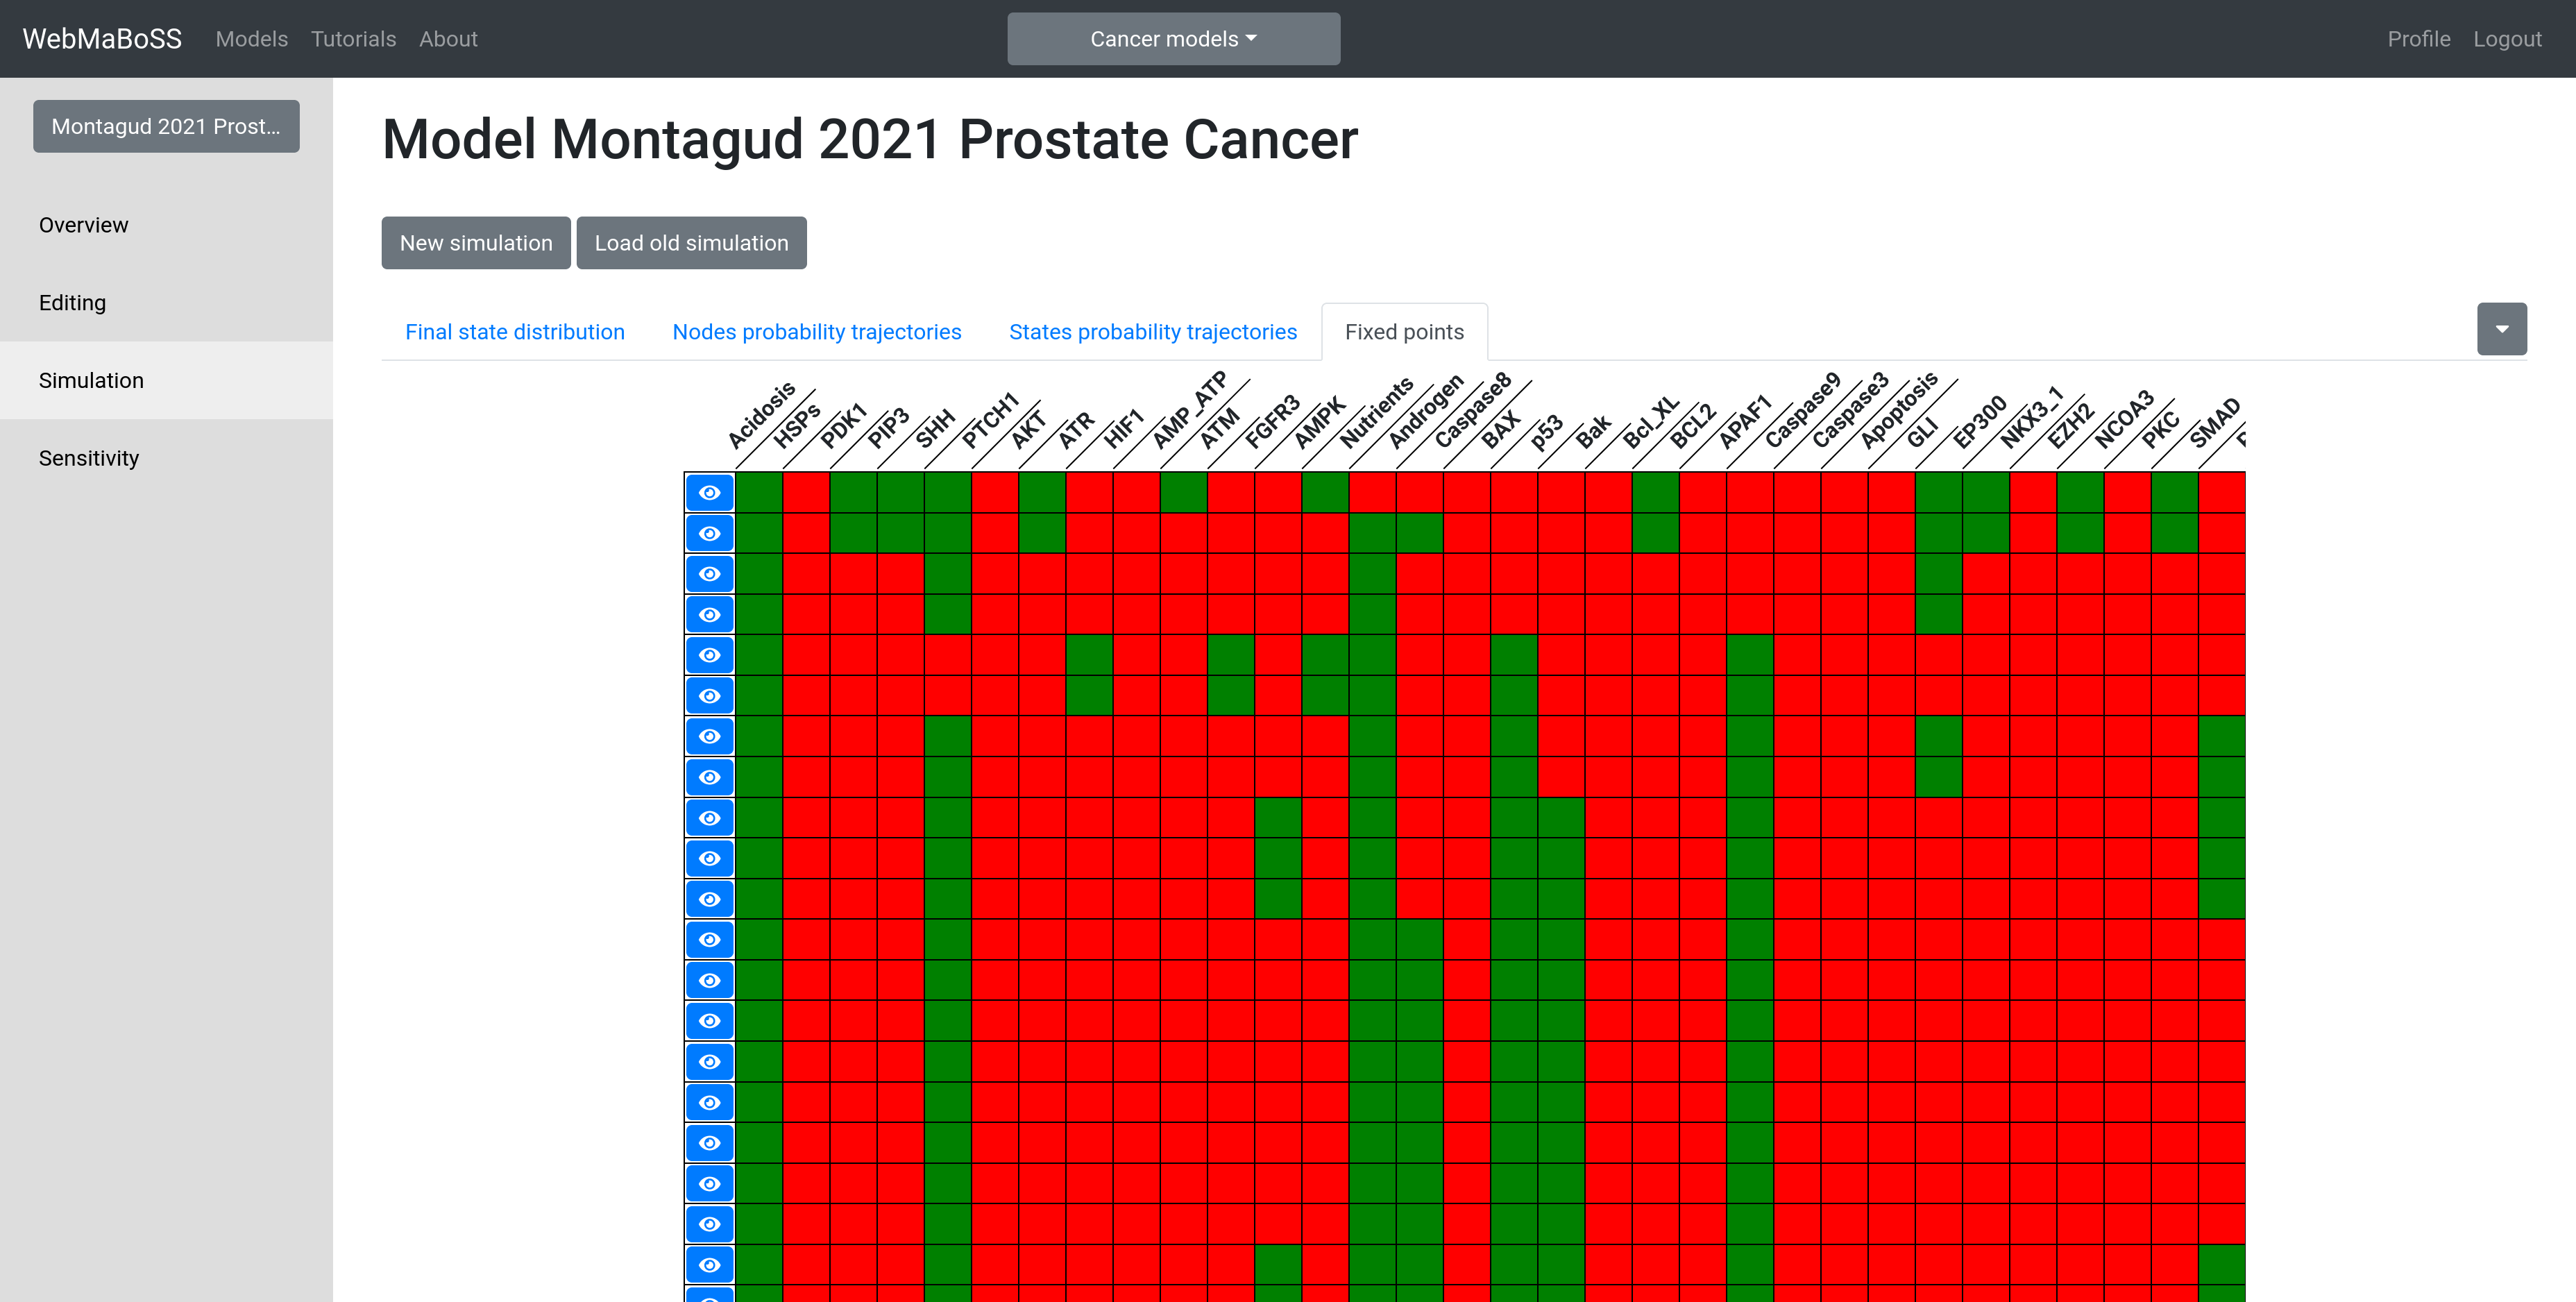 WebMaBoSS Models Tutorials About Cancer models Profile Logout
Montagud 2021 Prost...
Overview
Editing
Simulation
Sensitivity
Model Montagud 2021 Prostate Cancer
New simulation Load old simulation
Final state distribution Nodes probability trajectories States probability trajectories Fixed points
Acidosis HSPs PDK1 PIP3 SHH PTCH1 AKT ATR HIF1 AMP_ATP ATM FGFR3 AMPK Nutrients Androgen Caspase8 BAX p53 Bak Bcl_XL BCL2 APAF1 Caspase9 Caspase3 Apoptosis GLI EP300 NKX3_1 EZH2 NCOA3 PKC SMAD